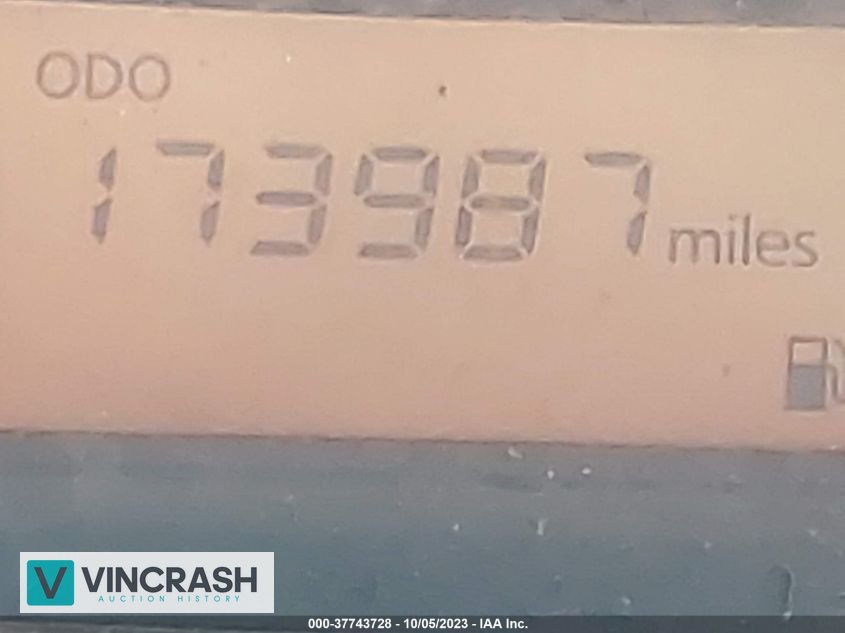 ODO
173987 miles
VINCRASH
AUCTION HISTORY
000-37743728 - 10/05/2023 - IAA Inc.